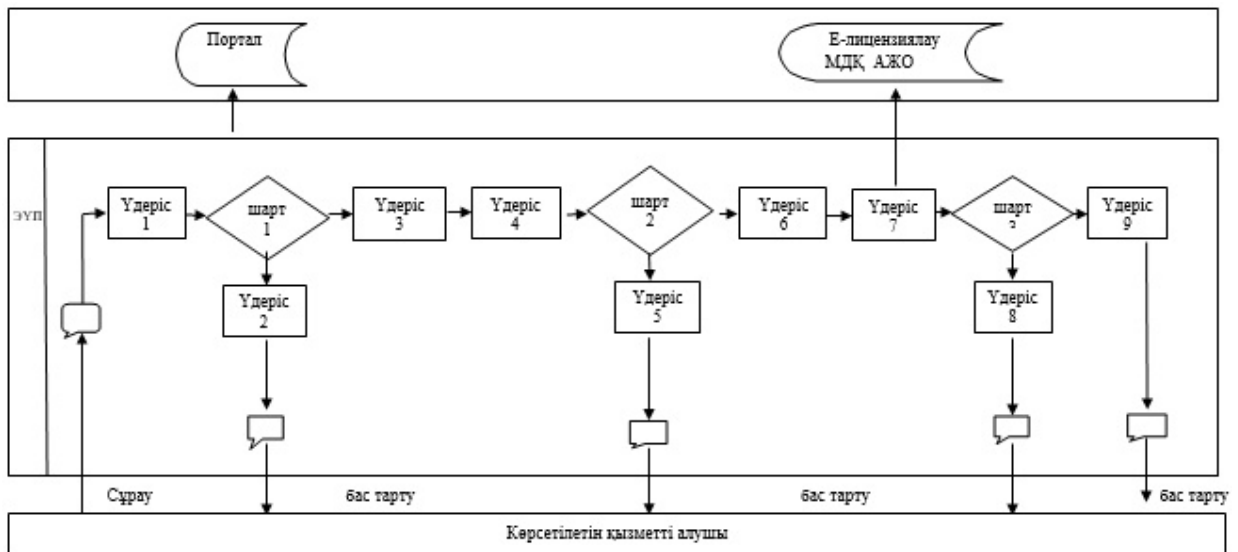 Портал
Е-лицензиялау
МДҚ АЖО
ЭҮП
Үдеріс
1
шарт
1
Үдеріс
3
Үдеріс
4
шарт
2
Үдеріс
6
Үдеріс
7
шарт
Үдеріс
9
Үдеріс
2
Үдеріс
5
Үдеріс
8
Сұрау
бас тарту
бас тарту
бас тарту
Көрсетілетін қызметті алушы